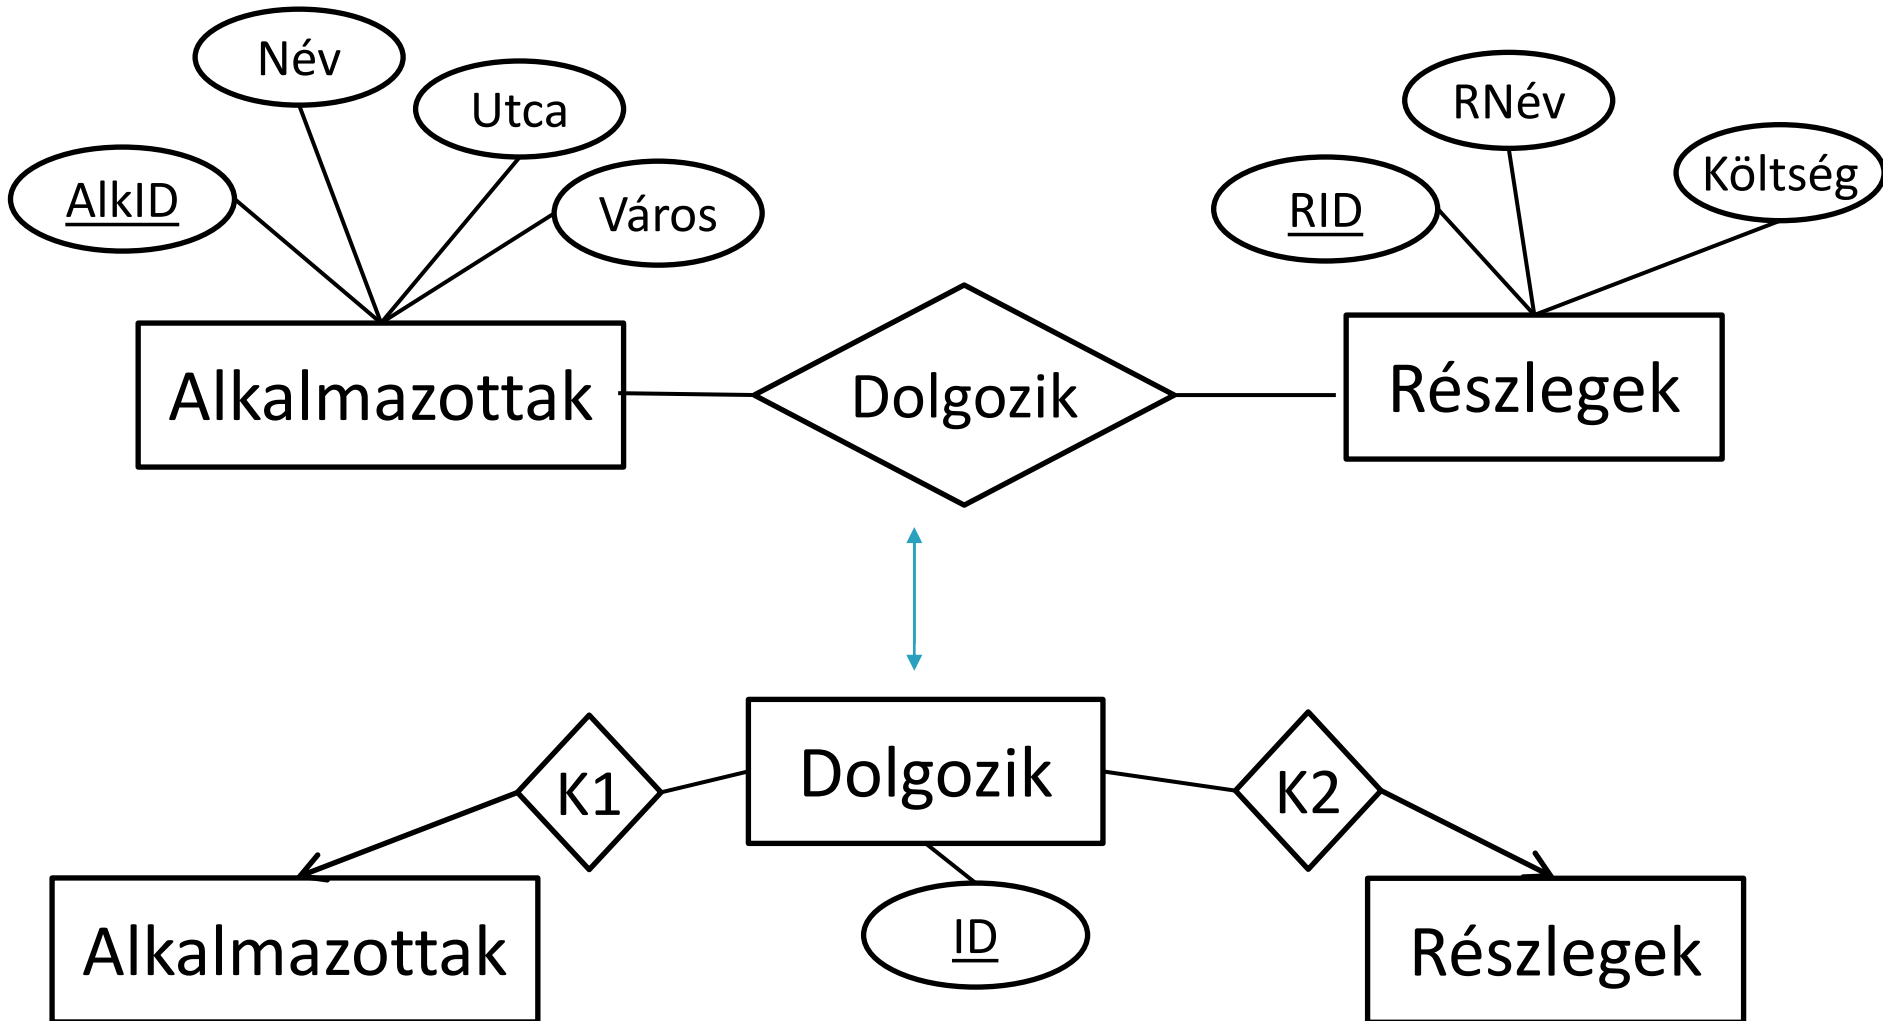 Név
Utca
AlkID
Város
RNév
Költség
RID
Alkalmazottak
Dolgozik
Részlegek
K1
Dolgozik
K2
Alkalmazottak
ID
Részlegek